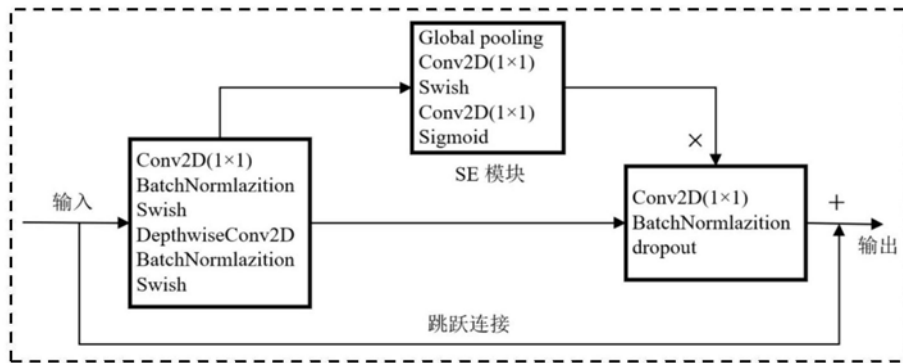 Global pooling
Conv2D(1×1)
Swish
Conv2D(1×1)
Sigmoid
SE 模块
×
输入
Conv2D(1×1)
BatchNormlazition
Swish
DepthwiseConv2D
BatchNormlazition
Swish
Conv2D(1×1)
BatchNormlazition
dropout
+
输出
跳跃连接